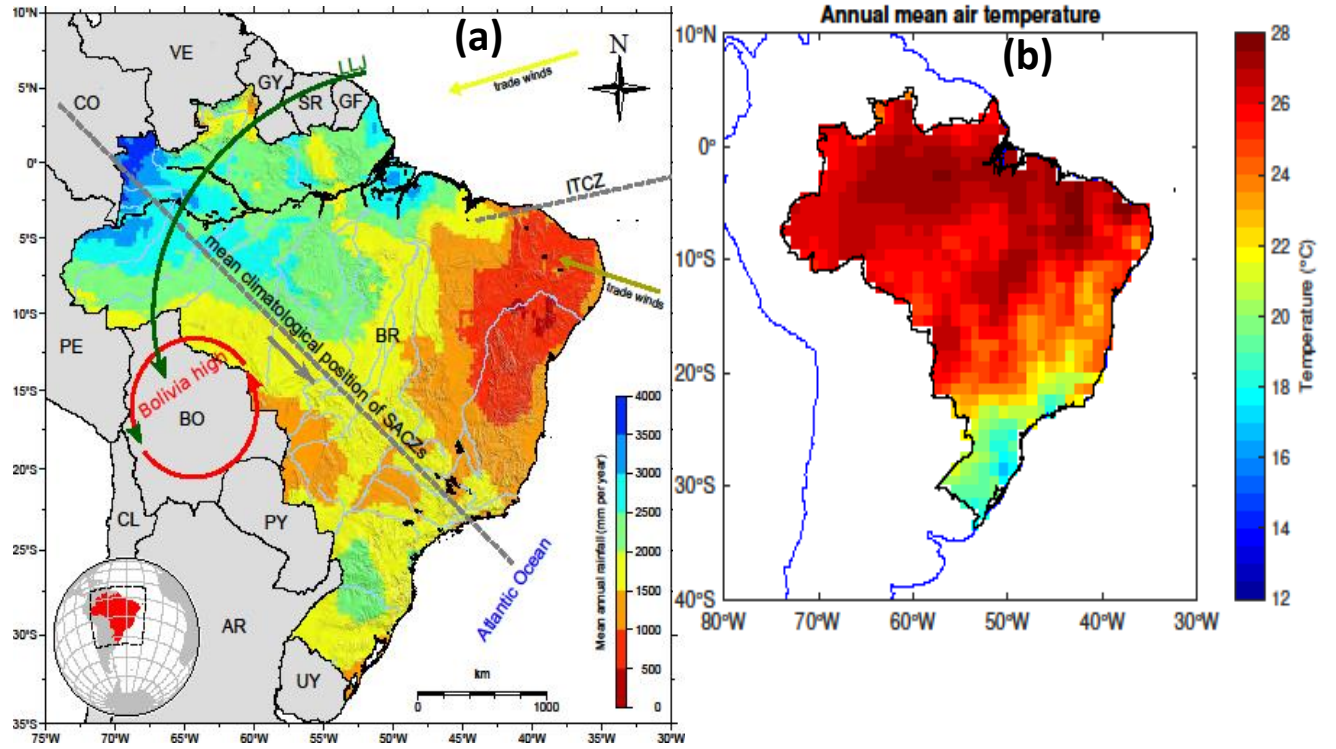 (a)
10°N
5°N
0°
5°S
10°S
15°S
20°S
25°S
30°S
35°S
75°W
70°W
65°W
60°W
55°W
50°W
45°W
40°W
35°W
30°W
VE
GY
SR
GF
CO
PE
BO
BR
CL
PY
AR
UY
LLJ
trade winds
N
ITCZ
trade winds
mean climatological position of SACZs
Bolivia high
Atlantic Ocean
km
0
1000
Mean annual rainfall (mm per year)
4000
3500
3000
2500
2000
1500
1000
500
0
Annual mean air temperature
(b)
10°N
0°
10°S
20°S
30°S
40°S
80°W
70°W
60°W
50°W
40°W
30°W
28
26
24
22
20
18
16
14
12
Temperature (°C)